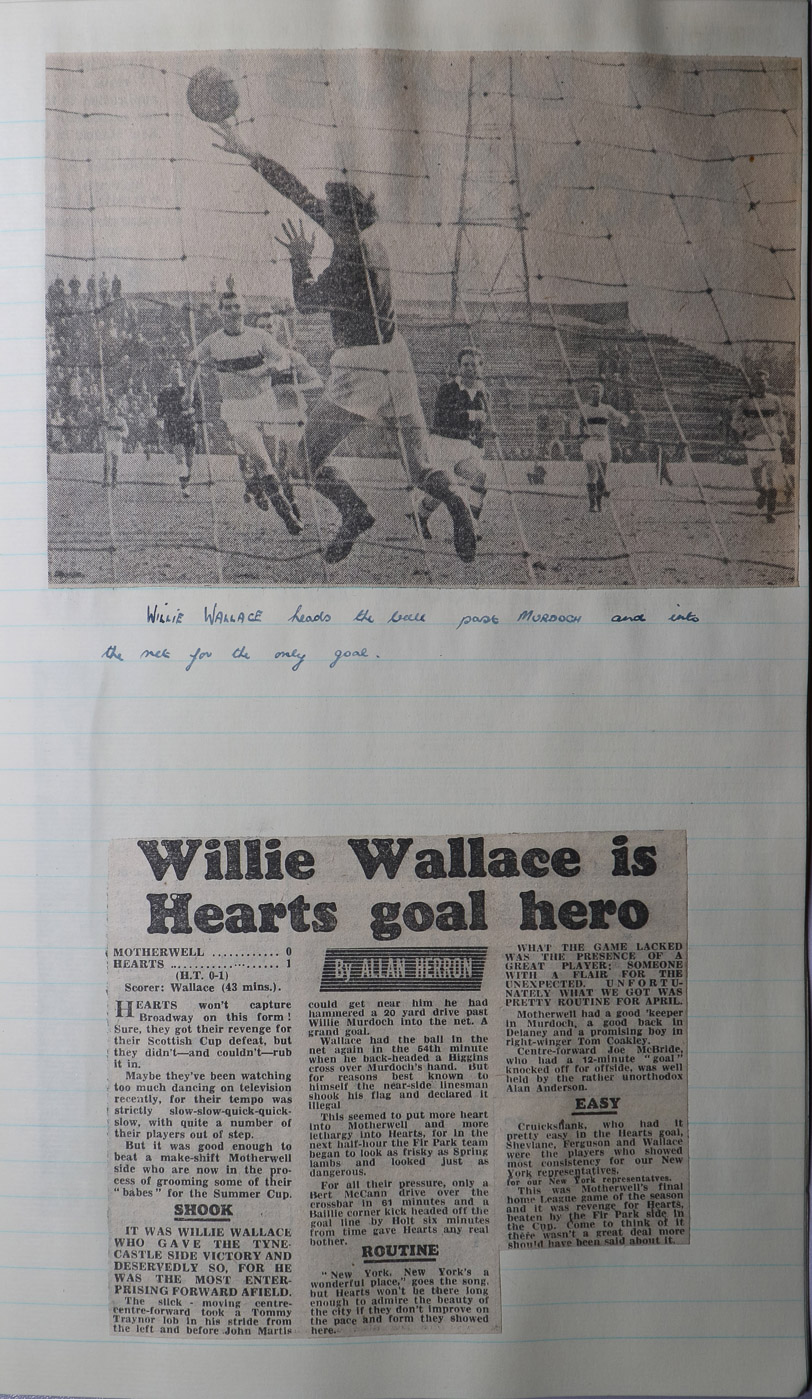 WILLIE WALLACE heads the ball past MURDOCH and into
the net for the only goal.
Willie Wallace is
Hearts goal hero
MOTHERWELL ............ 0
HEARTS .................... 1
(H.T. 0-1)
Scorer: Wallace (43 mins.).
HEARTS won't capture
Broadway on this form!
Sure, they got their revenge for
their Scottish Cup defeat, but
they didn't—and couldn't—rub
it in.
Maybe they've been watching
too much dancing on television
recently, for their tempo was
strictly slow-slow-quick-quick-
slow, with quite a number of
their players out of step.
But it was good enough to
beat a make-shift Motherwell
side who are now in the pro-
cess of grooming some of their
"babes" for the Summer Cup.
SHOOK
IT WAS WILLIE WALLACE
WHO GAVE THE TYNE-
CASTLE SIDE VICTORY AND
DESERVEDLY SO, FOR HE
WAS THE MOST ENTER-
PRISING FORWARD AFIELD.
The slick-moving centre-
centre-forward took a Tommy
Traynor lob in his stride from
the left and before John Martis
By ALLAN HERRON
could get near him he had
hammered a 20 yard drive past
Willie Murdoch into the net. A
grand goal.
Wallace had the ball in the
net again in the 54th minute
when he back-headed a Higgins
cross over Murdoch's hand. But
for reasons best known to
himself the near-side linesman
shook his flag and declared it
illegal
This seemed to put more heart
into Motherwell and more
lethargy into Hearts, for in the
next half-hour the Fir Park team
began to look as frisky as Spring
lambs and looked just as
dangerous.
For all their pressure, only a
Bert McCann drive over the
crossbar in 61 minutes and a
Baillie corner kick headed off the
goal line by Holt six minutes
from time gave Hearts any real
bother.
ROUTINE
"New York, New York's a
wonderful place," goes the song,
but Hearts won't be there long
enough to admire the beauty of
the city if they don't improve on
the pace and form they showed
here.
WHAT THE GAME LACKED
WAS THE PRESENCE OF A
GREAT PLAYER; SOMEONE
WITH A FLAIR FOR THE
UNEXPECTED. UNFORTU-
NATELY WHAT WE GOT WAS
PRETTY ROUTINE FOR APRIL.
Motherwell had a good 'keeper
in Murdoch, a good back in
Delaney and a promising boy in
right-winger Tom Coakley.
Centre-forward Joe McBride,
who had a 12-minute "goal"
knocked off for offside, was well
held by the rather unorthodox
Alan Anderson.
EASY
Cruickshank, who had it
pretty easy in the Hearts goal,
Shevlane, Ferguson and Wallace
were the players who showed
most consistency for our New
York representatives.
for our New York representatves.
This was Motherwell's final
home League game of the season
and it was revenge for Hearts,
beaten by the Fir Park side in
the Cup. Come to think of it
there wasn't a great deal more
should have been said about it.